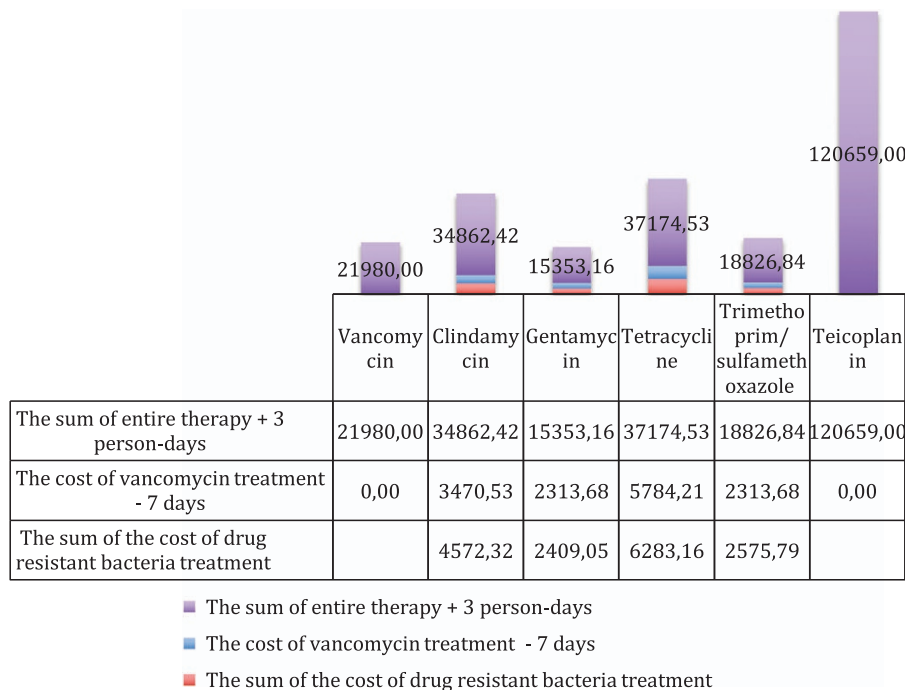 120659,00
34862,42
37174,53
21980,00
15353,16
18826,84
Vancomy
cin
Clindamy
cin
Gentamyc
in
Tetracycli
ne
Trimetho
prim/
sulfameth
oxazole
Teicoplan
in
The sum of entire therapy + 3
person-days
21980,00 34862,42 15353,16 37174,53 18826,84 120659,00
The cost of vancomycin treatment
- 7 days
0,00 3470,53 2313,68 5784,21 2313,68 0,00
The sum of the cost of drug
resistant bacteria treatment
4572,32 2409,05 6283,16 2575,79
The sum of entire therapy + 3 person-days
The cost of vancomycin treatment - 7 days
The sum of the cost of drug resistant bacteria treatment